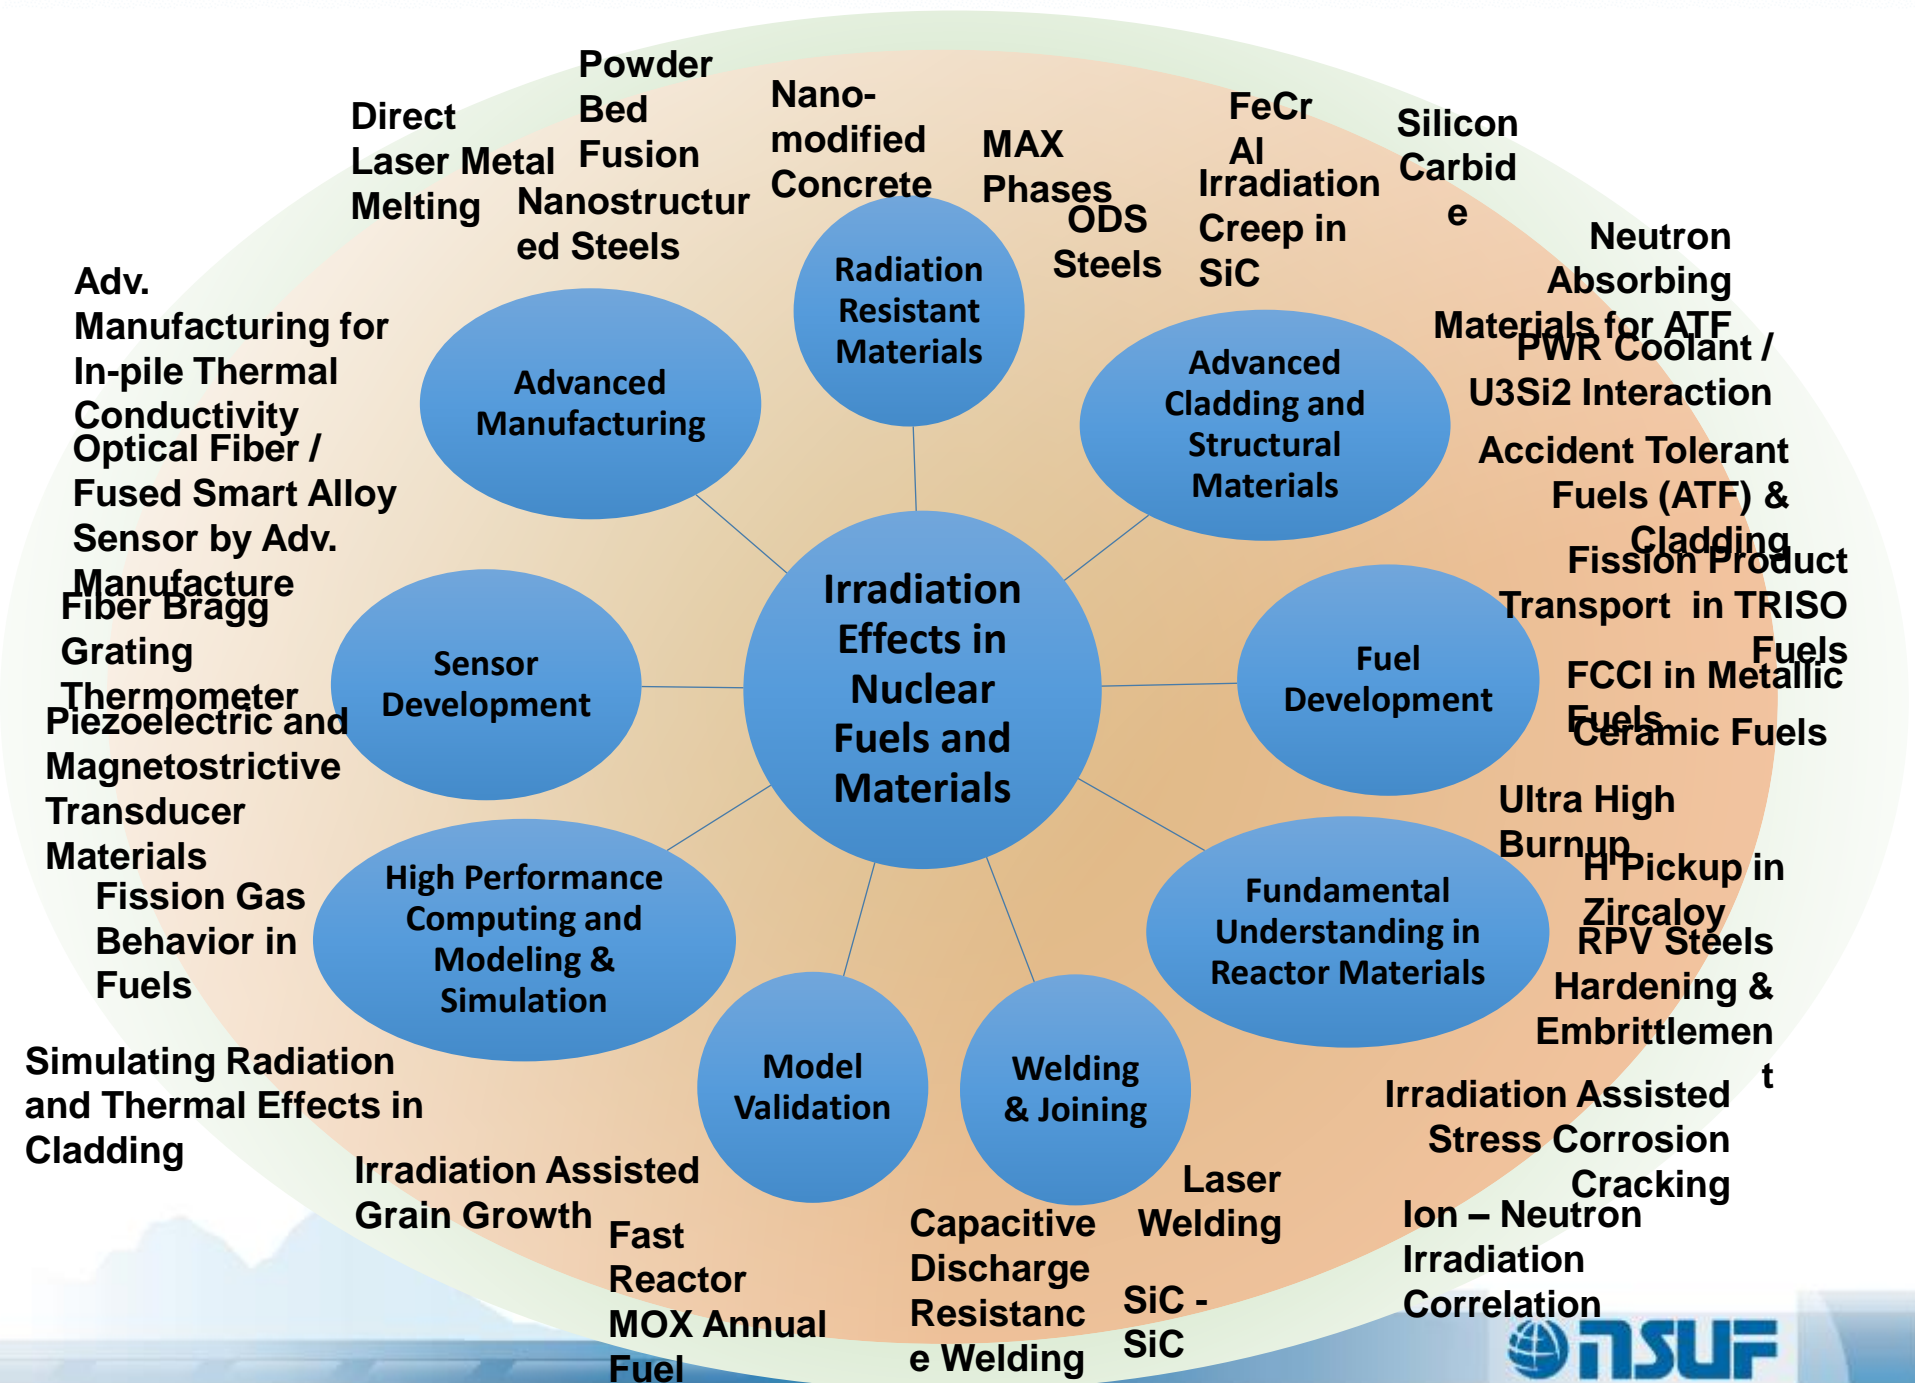 Powder
Bed
Fusion
Direct
Laser Metal
Melting
Nanostructur
ed Steels
Nano-
modified
Concrete
MAX
Phases
ODS
Steels
FeCr
Al
Irradiation
Creep in
SiC
Silicon
Carbid
e
Neutron
Absorbing
Materials for ATF
PWR Coolant /
U3Si2 Interaction
Accident Tolerant
Fuels (ATF) &
Cladding
Fission Product
Transport in TRISO
Fuels
FCCI in Metallic
Fuels
Ceramic Fuels
Ultra High
Burnup
H Pickup in
Zircaloy
RPV Steels
Hardening &
Embrittlemen
t
Irradiation Assisted
Stress Corrosion
Cracking
Ion – Neutron
Irradiation
Correlation
Laser
Welding
SiC -
SiC
Capacitive
Discharge
Resistanc
e Welding
Fast
Reactor
MOX Annual
Fuel
Irradiation Assisted
Grain Growth
Simulating Radiation
and Thermal Effects in
Cladding
Fission Gas
Behavior in
Fuels
Piezoelectric and
Magnetostrictive
Transducer
Materials
Fiber Bragg
Grating
Thermometer
Optical Fiber /
Fused Smart Alloy
Sensor by Adv.
Manufacture
Adv.
Manufacturing for
In-pile Thermal
Conductivity
Radiation
Resistant
Materials
Advanced
Cladding and
Structural
Materials
Fuel
Development
Fundamental
Understanding in
Reactor Materials
Welding
& Joining
Model
Validation
High Performance
Computing and
Modeling &
Simulation
Sensor
Development
Advanced
Manufacturing
Irradiation
Effects in
Nuclear
Fuels and
Materials
nsuf